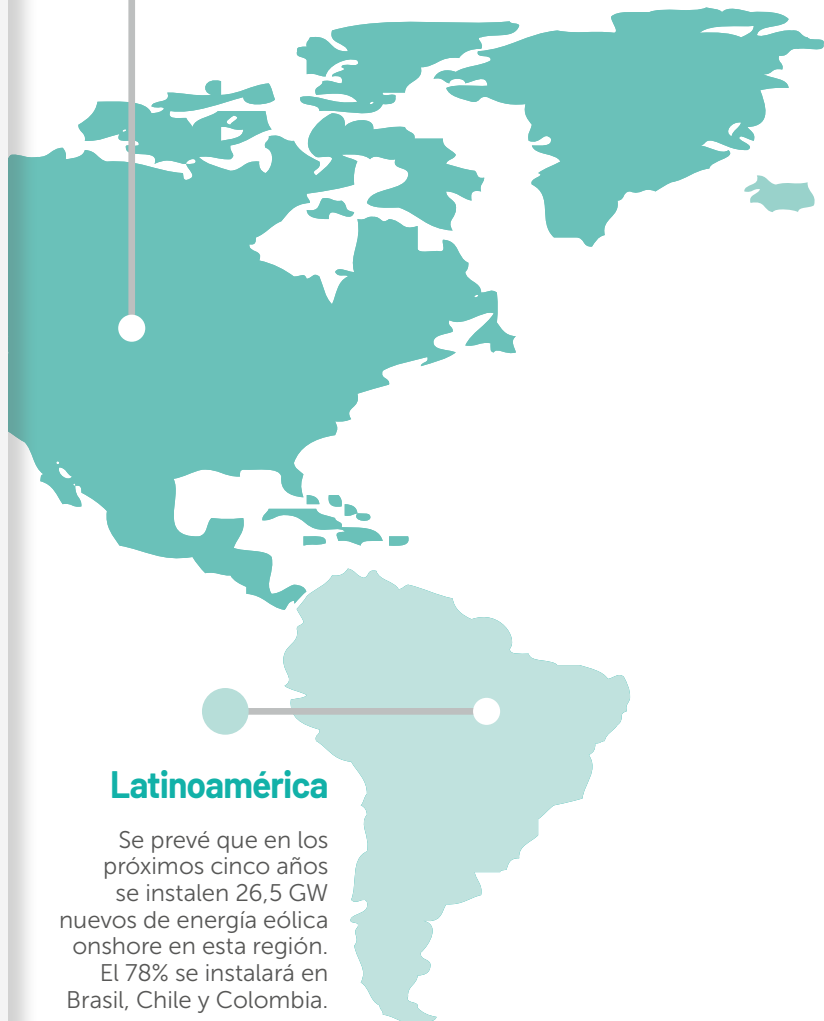 Latinoamérica
Se prevé que en los
próximos cinco años
se instalen 26,5 GW
nuevos de energía eólica
onshore en esta región.
El 78% se instalará en
Brasil, Chile y Colombia.